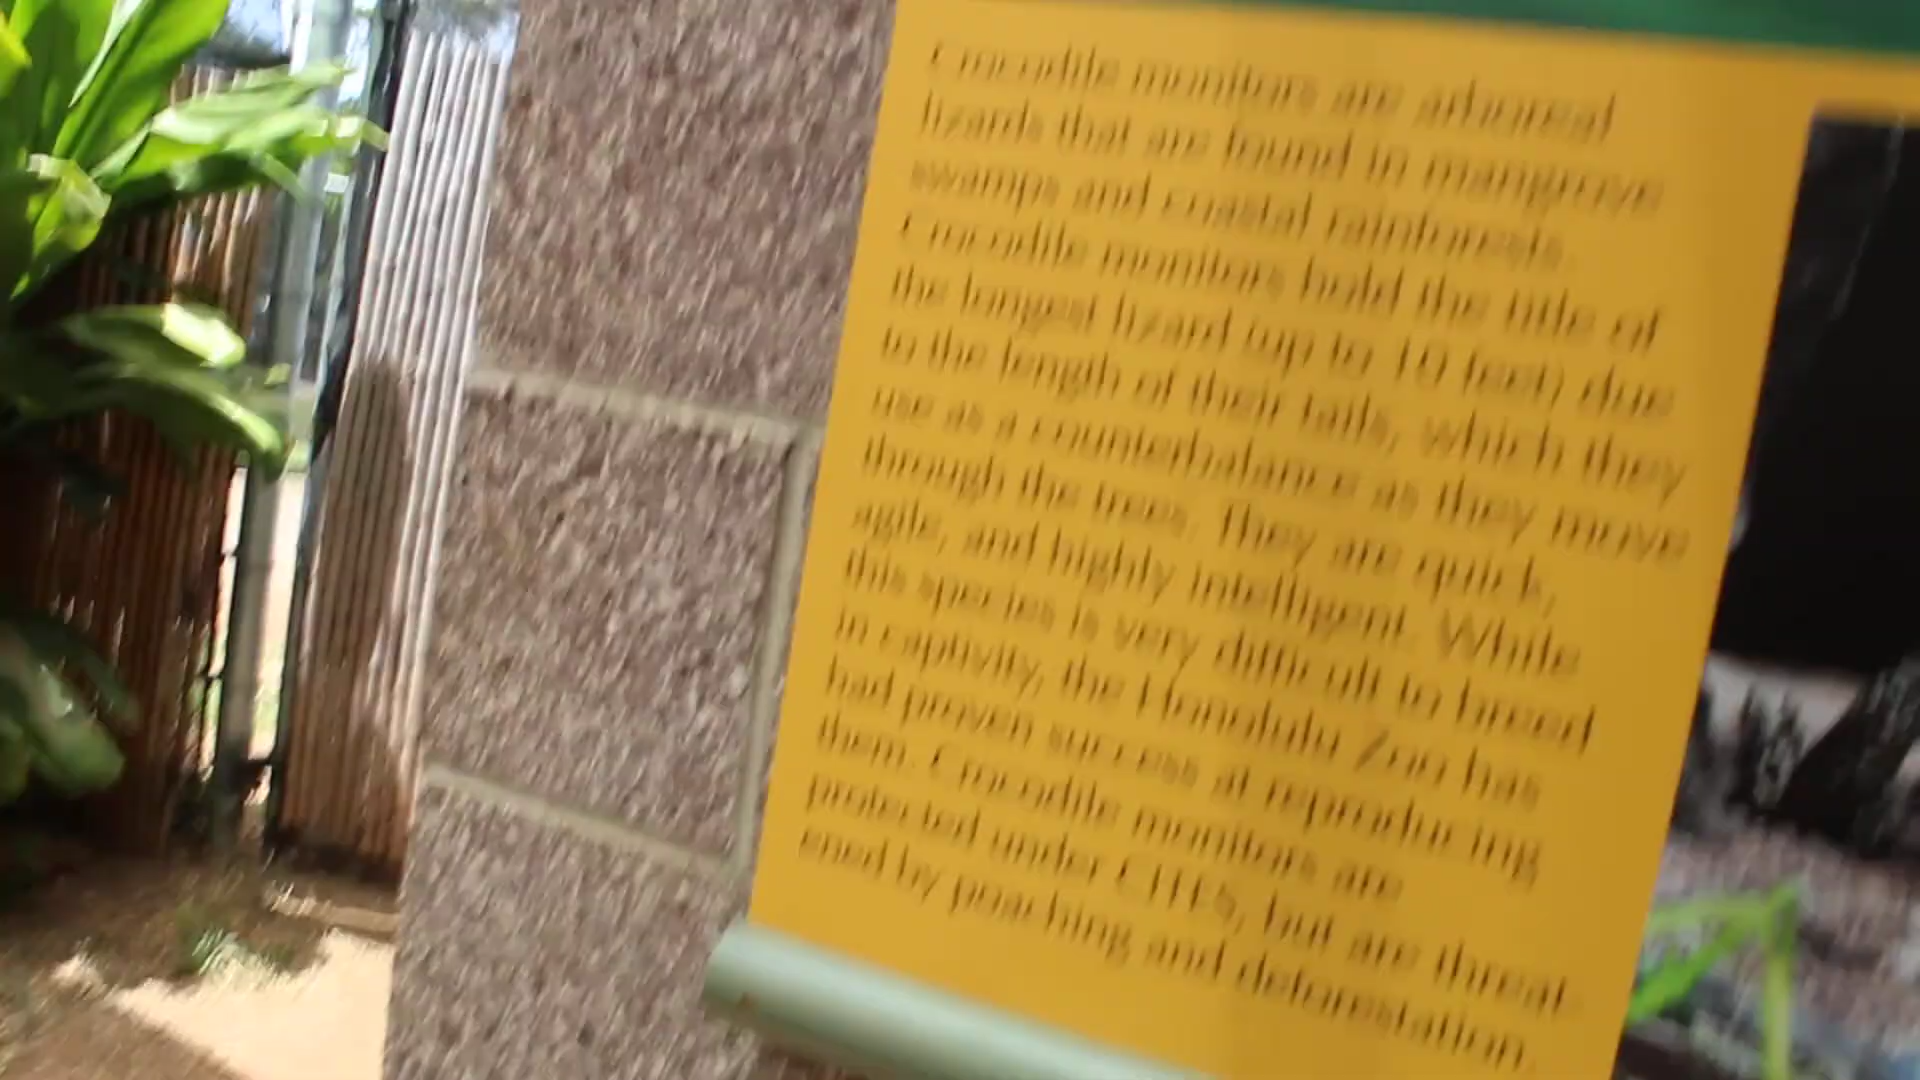 Crocodile monitors are arboreal
lizards that are found in mangrove
swamps and coastal rainforests.
Crocodile monitors hold the title of
the longest lizard (up to 10 feet) due
to the length of their tails, which they
use as a counterbalance as they move
through the trees. They are quick,
agile, and highly intelligent. While
this species is very difficult to breed
in captivity, the Honolulu Zoo has
had proven success at reproducing
them. Crocodile monitors are
protected under CITES, but are threat-
ened by poaching and deforestation.